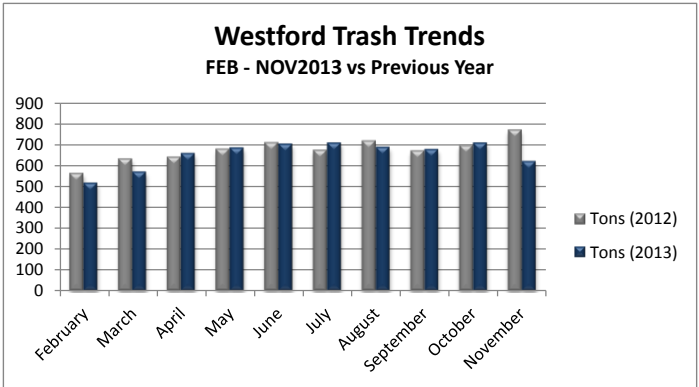 Westford Trash Trends
FEB - NOV2013 vs Previous Year
900
800
700
600
500
400
300
200
100
0
February
March
April
May
June
July
August
September
October
November
Tons (2012)
Tons (2013)